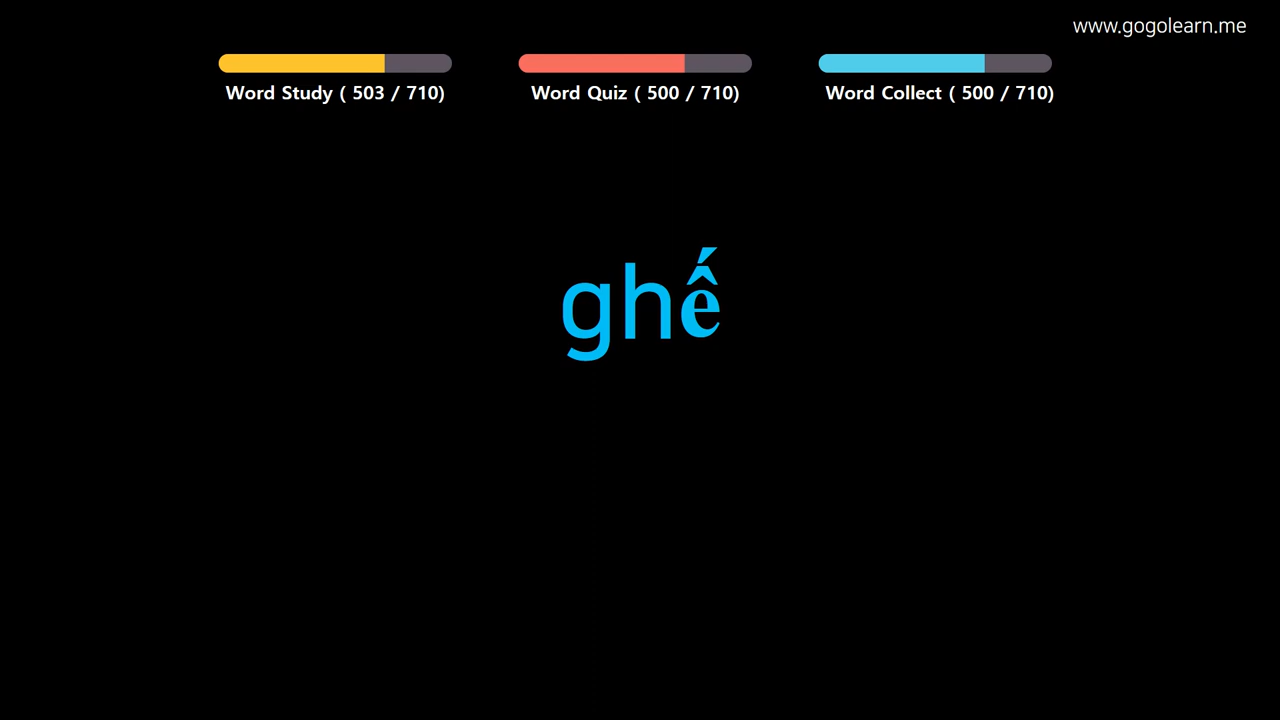 www.gogolearn.me
Word Study ( 503 / 710)
Word Quiz ( 500 / 710)
Word Collect ( 500 / 710)
ghế